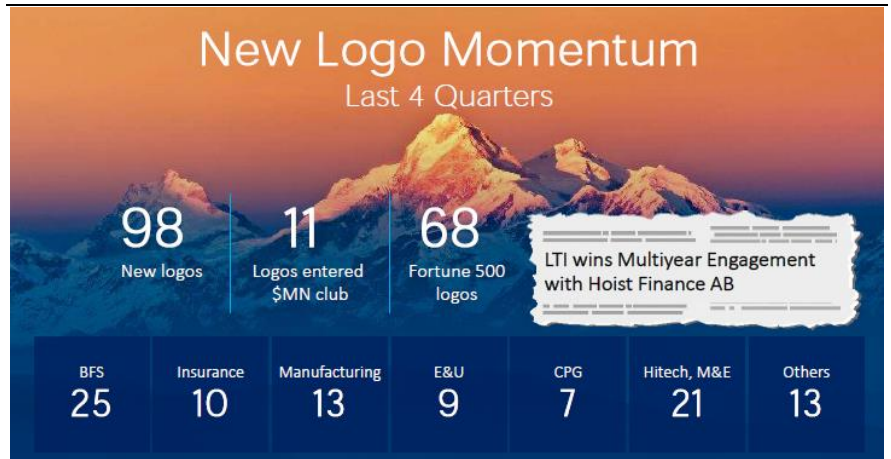 New Logo Momentum
Last 4 Quarters
98
New logos
11
Logos entered
$MN club
68
Fortune 500
logos
LTI wins Multiyear Engagement
with Hoist Finance AB
BFS
25
Insurance
10
Manufacturing
13
E&U
9
CPG
7
Hitech, M&E
21
Others
13